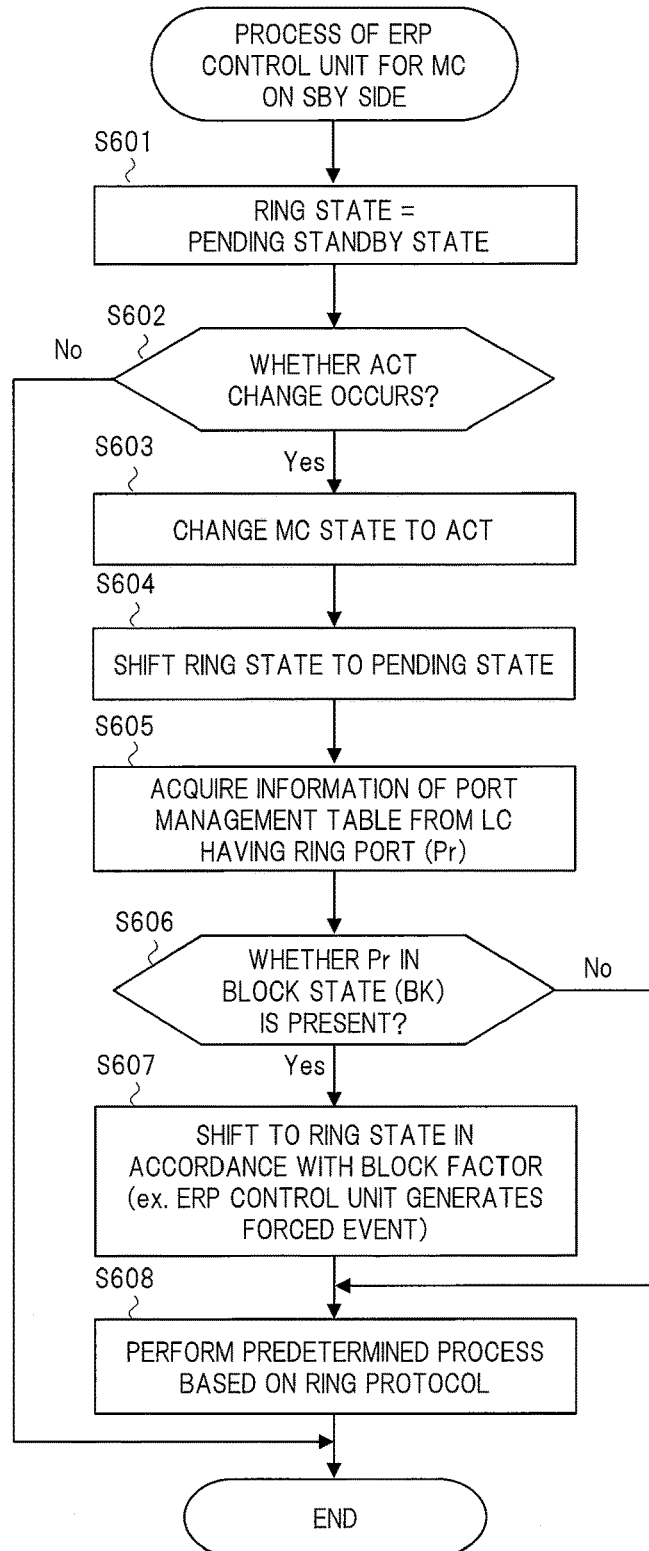 PROCESS OF ERP
CONTROL UNIT FOR MC
ON SBY SIDE
S601
RING STATE =
PENDING STANDBY STATE
S602
No
WHETHER ACT
CHANGE OCCURS?
S603
Yes
CHANGE MC STATE TO ACT
S604
SHIFT RING STATE TO PENDING STATE
S605
ACQUIRE INFORMATION OF PORT
MANAGEMENT TABLE FROM LC
HAVING RING PORT (Pr)
S606
WHETHER Pr IN
BLOCK STATE (BK)
IS PRESENT?
No
S607
Yes
SHIFT TO RING STATE IN
ACCORDANCE WITH BLOCK FACTOR
(ex. ERP CONTROL UNIT GENERATES
FORCED EVENT)
S608
PERFORM PREDETERMINED PROCESS
BASED ON RING PROTOCOL
END